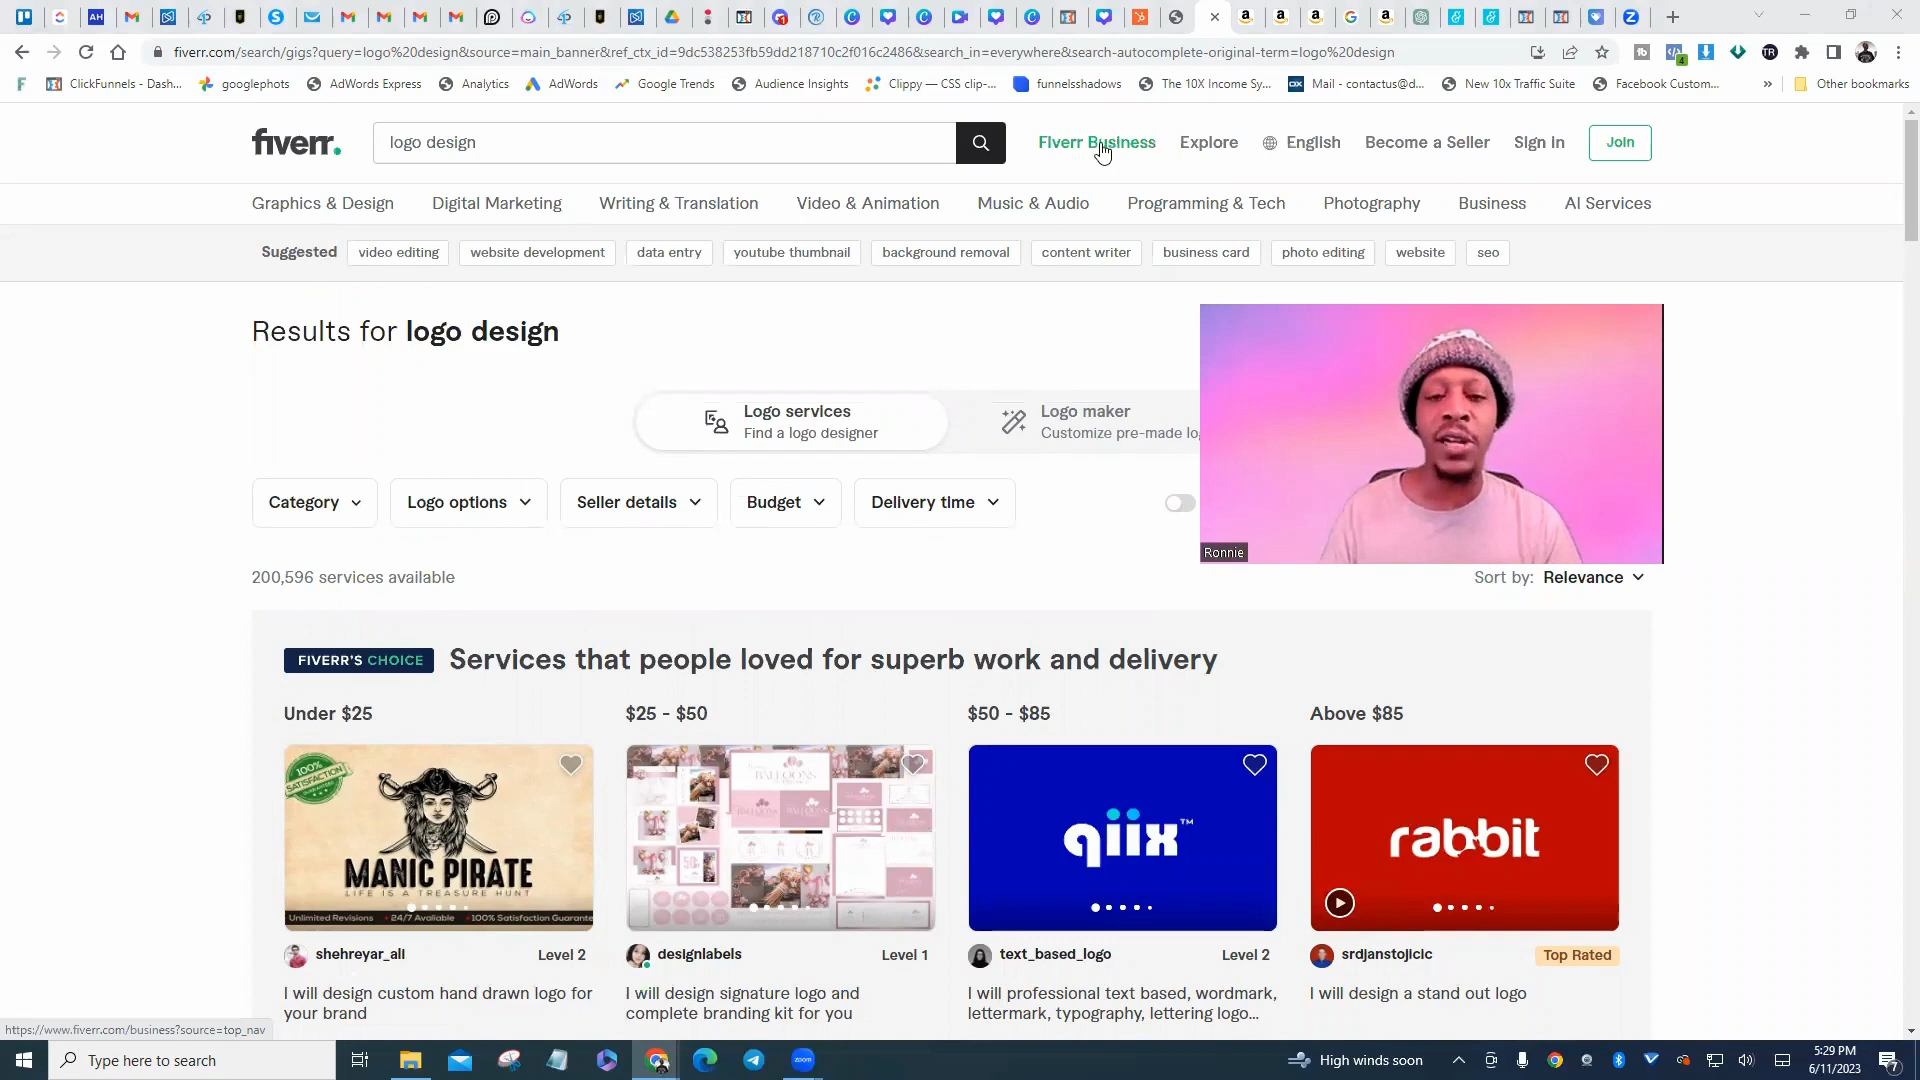 fiverr.com/search/gigs?query=logo%20design&source=main_banner&ref_ctx_id=9dc538253fb59dd218710c2f016c2486&search_in=everywhere&search-autocomplete-original-term=logo%20design
ClickFunnels - Dash...
googlephots
AdWords Express
Analytics
AdWords
Google Trends
Audience Insights
Clippy — CSS clip-...
funnelsshadows
The 10X Income Sy...
Mail - contactus@d...
New 10x Traffic Suite
Facebook Custom...
»
Other bookmarks
fiverr.
logo design
Fiverr Business
Explore
English
Become a Seller
Sign in
Join
Graphics & Design
Digital Marketing
Writing & Translation
Video & Animation
Music & Audio
Programming & Tech
Photography
Business
AI Services
Suggested
video editing
website development
data entry
youtube thumbnail
background removal
content writer
business card
photo editing
website
seo
Results for logo design
Logo services
Find a logo designer
Logo maker
Customize pre-made lo
Category
Logo options
Seller details
Budget
Delivery time
Ronnie
200,596 services available
Sort by: Relevance
FIVERR'S CHOICE
Services that people loved for superb work and delivery
Under $25
$25 - $50
$50 - $85
Above $85
100%
SATISFACTION
MANIC PIRATE
LIFE IS A TREASURE HUNT
Unlimited Revisions
24/7 Available
100% Satisfaction Guarante
BALLOONS
qiix™
rabbit
shehreyar_ali
Level 2
designlabels
Level 1
text_based_logo
Level 2
srdjanstojicic
Top Rated
I will design custom hand drawn logo for
your brand
I will design signature logo and
complete branding kit for you
I will professional text based, wordmark,
lettermark, typography, lettering logo...
I will design a stand out logo
https://www.fiverr.com/business?source=top_nav
Type here to search
zoom
High winds soon
5:29 PM
6/11/2023
7